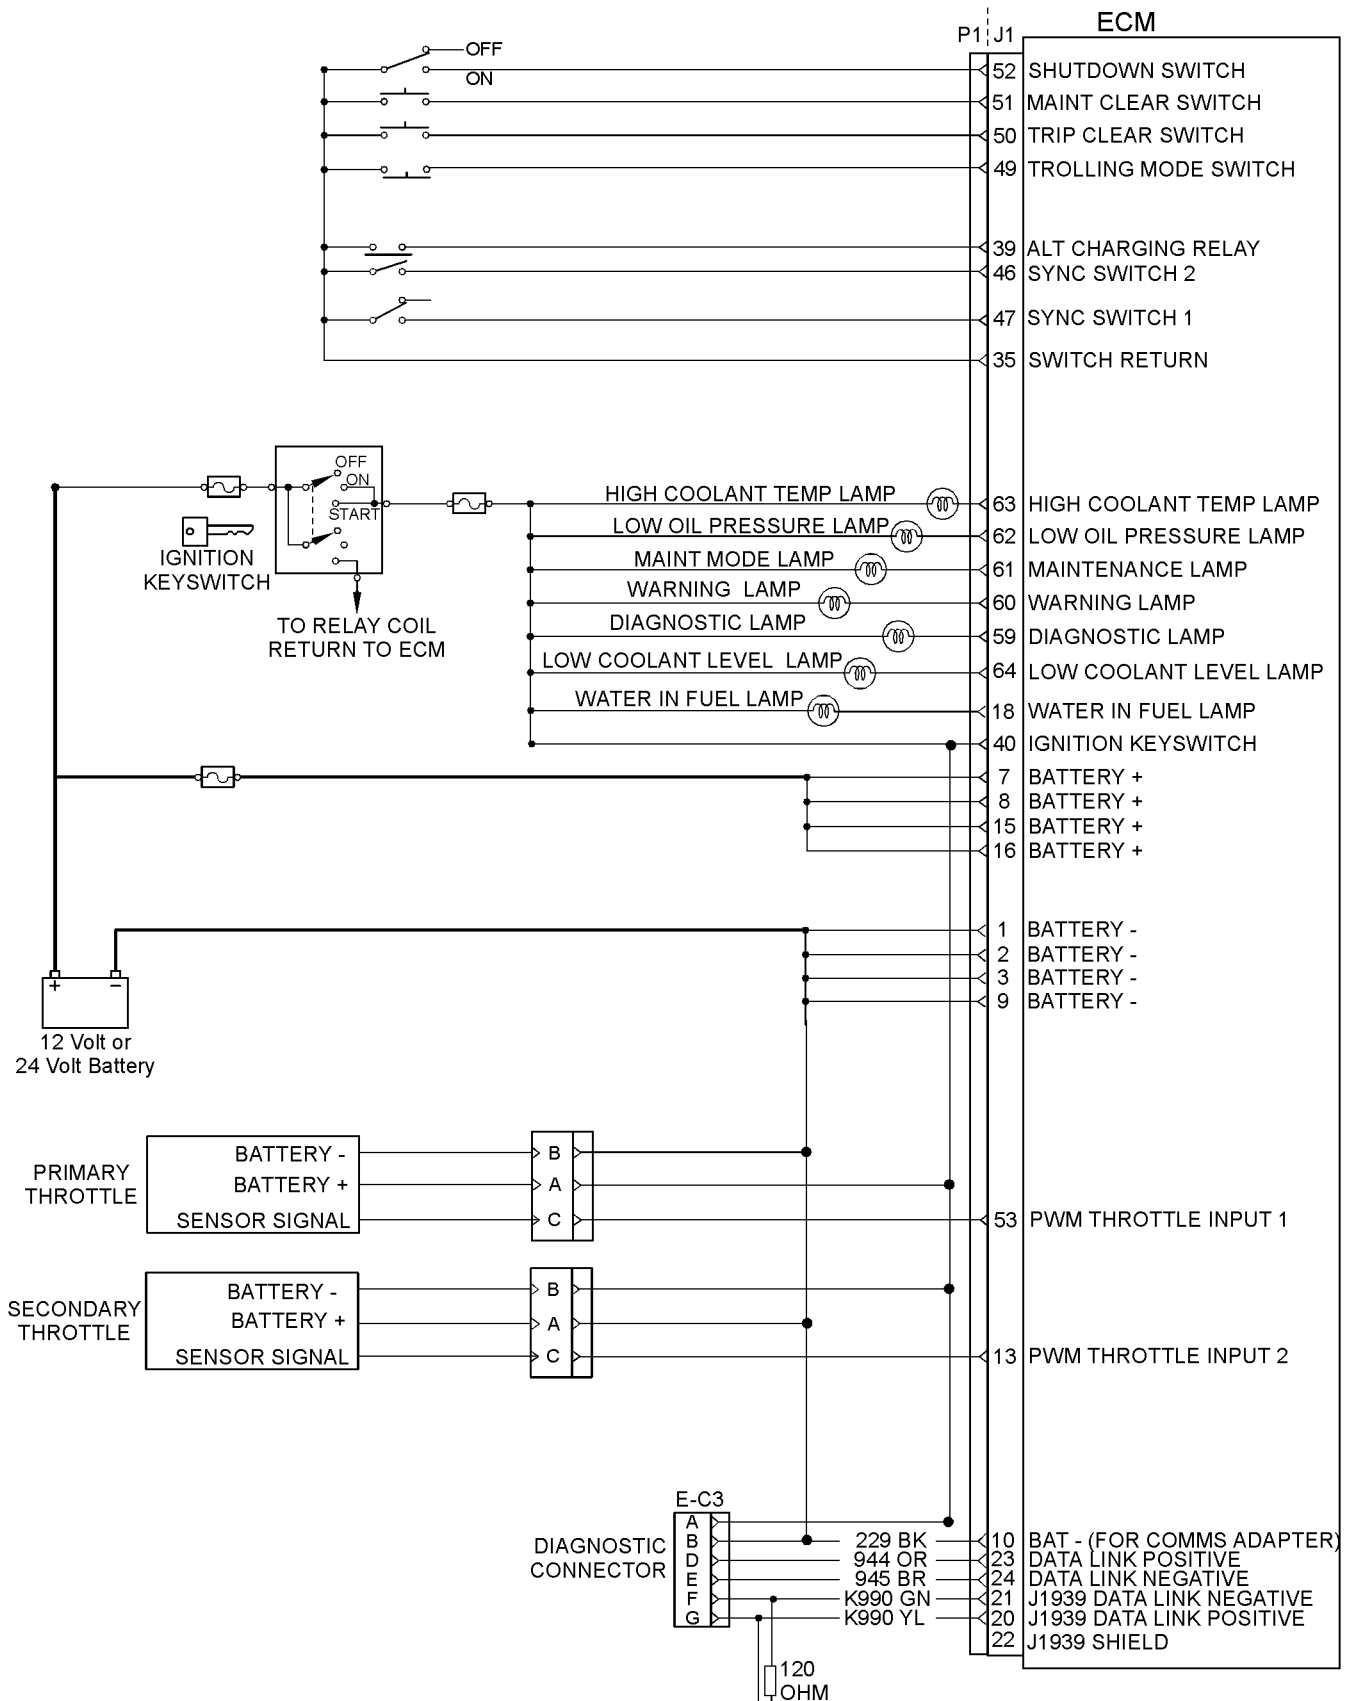 ECM
P1 J1
OFF
ON
52 SHUTDOWN SWITCH
51 MAINT CLEAR SWITCH
50 TRIP CLEAR SWITCH
49 TROLLING MODE SWITCH
39 ALT CHARGING RELAY
46 SYNC SWITCH 2
47 SYNC SWITCH 1
35 SWITCH RETURN
OFF
ON
START
IGNITION
KEYSWITCH
TO RELAY COIL
RETURN TO ECM
HIGH COOLANT TEMP LAMP 63 HIGH COOLANT TEMP LAMP
LOW OIL PRESSURE LAMP 62 LOW OIL PRESSURE LAMP
MAINT MODE LAMP 61 MAINTENANCE LAMP
WARNING LAMP 60 WARNING LAMP
DIAGNOSTIC LAMP 59 DIAGNOSTIC LAMP
LOW COOLANT LEVEL LAMP 64 LOW COOLANT LEVEL LAMP
WATER IN FUEL LAMP 18 WATER IN FUEL LAMP
40 IGNITION KEYSWITCH
7 BATTERY +
8 BATTERY +
15 BATTERY +
16 BATTERY +
1 BATTERY -
2 BATTERY -
3 BATTERY -
9 BATTERY -
+ -
12 Volt or
24 Volt Battery
PRIMARY
THROTTLE
BATTERY - B
BATTERY + A
SENSOR SIGNAL C 53 PWM THROTTLE INPUT 1
SECONDARY
THROTTLE
BATTERY - B
BATTERY + A
SENSOR SIGNAL C 13 PWM THROTTLE INPUT 2
E-C3
DIAGNOSTIC
CONNECTOR
A
B 229 BK 10 BAT - (FOR COMMS ADAPTER)
D 944 OR 23 DATA LINK POSITIVE
E 945 BR 24 DATA LINK NEGATIVE
F K990 GN 21 J1939 DATA LINK NEGATIVE
G K990 YL 20 J1939 DATA LINK POSITIVE
22 J1939 SHIELD
120
OHM